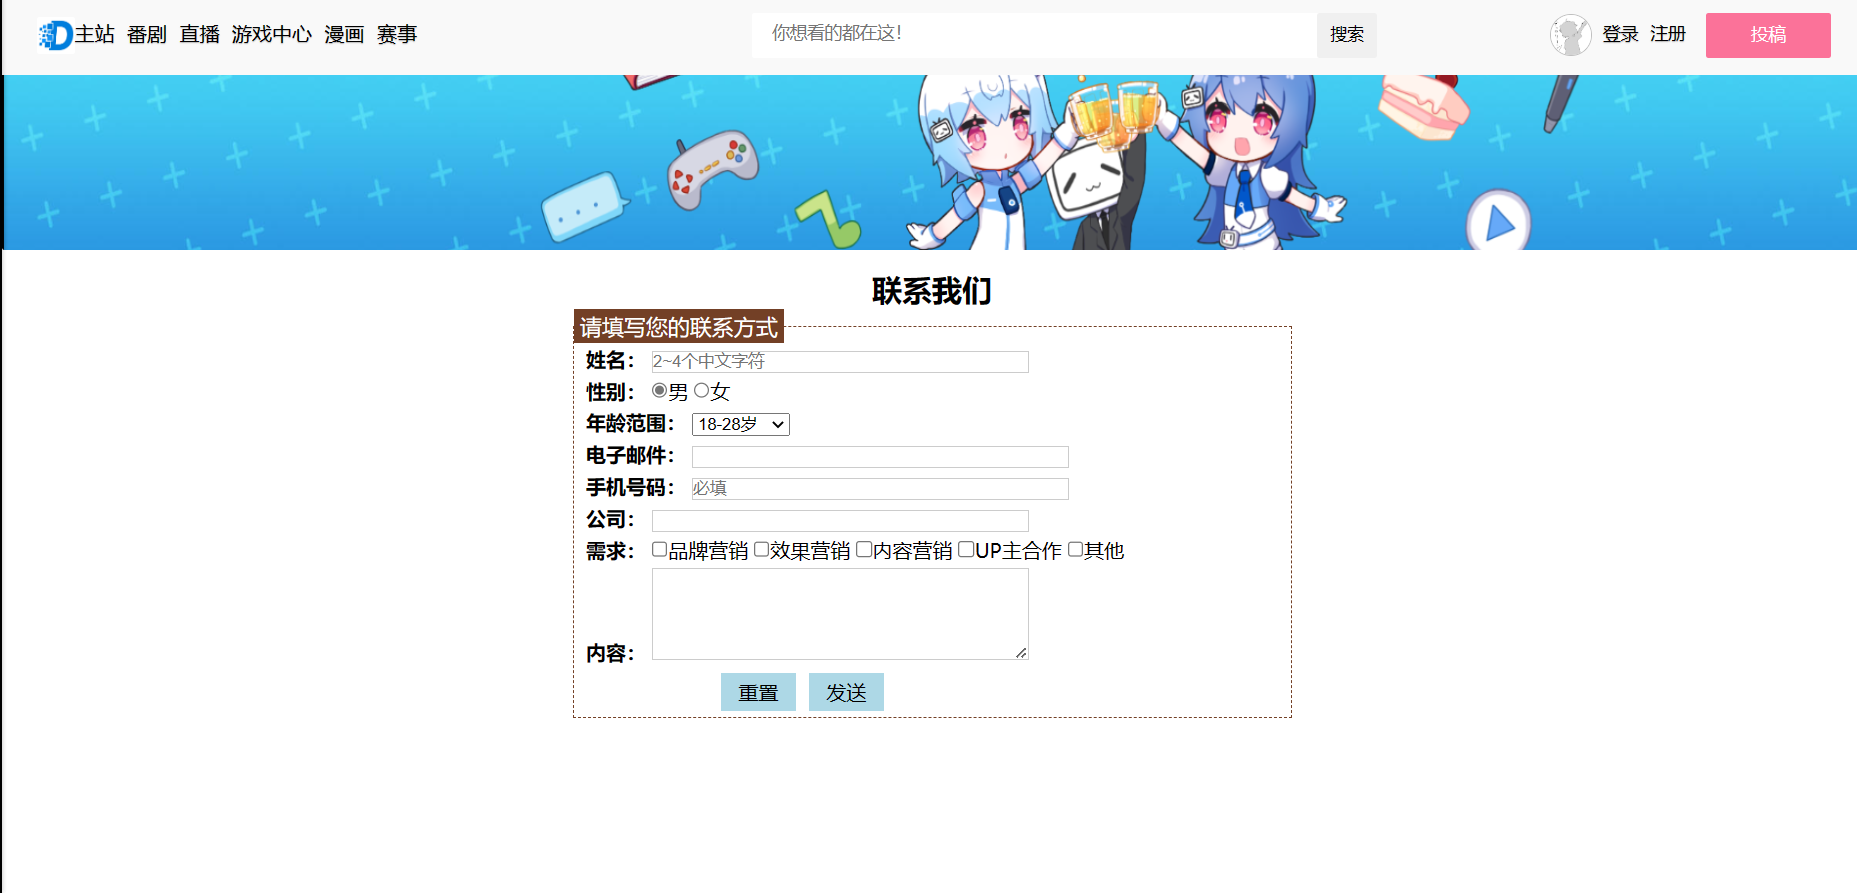 主站 番剧 直播 游戏中心 漫画 赛事 你想看的都在这！ 搜索 登录 注册 投稿
联系我们
请填写您的联系方式
姓名： 2~4个中文字符
性别： 男 女
年龄范围： 18-28岁
电子邮件：
手机号码： 必填
公司：
需求： 品牌营销 效果营销 内容营销 UP主合作 其他
内容：
重置 发送